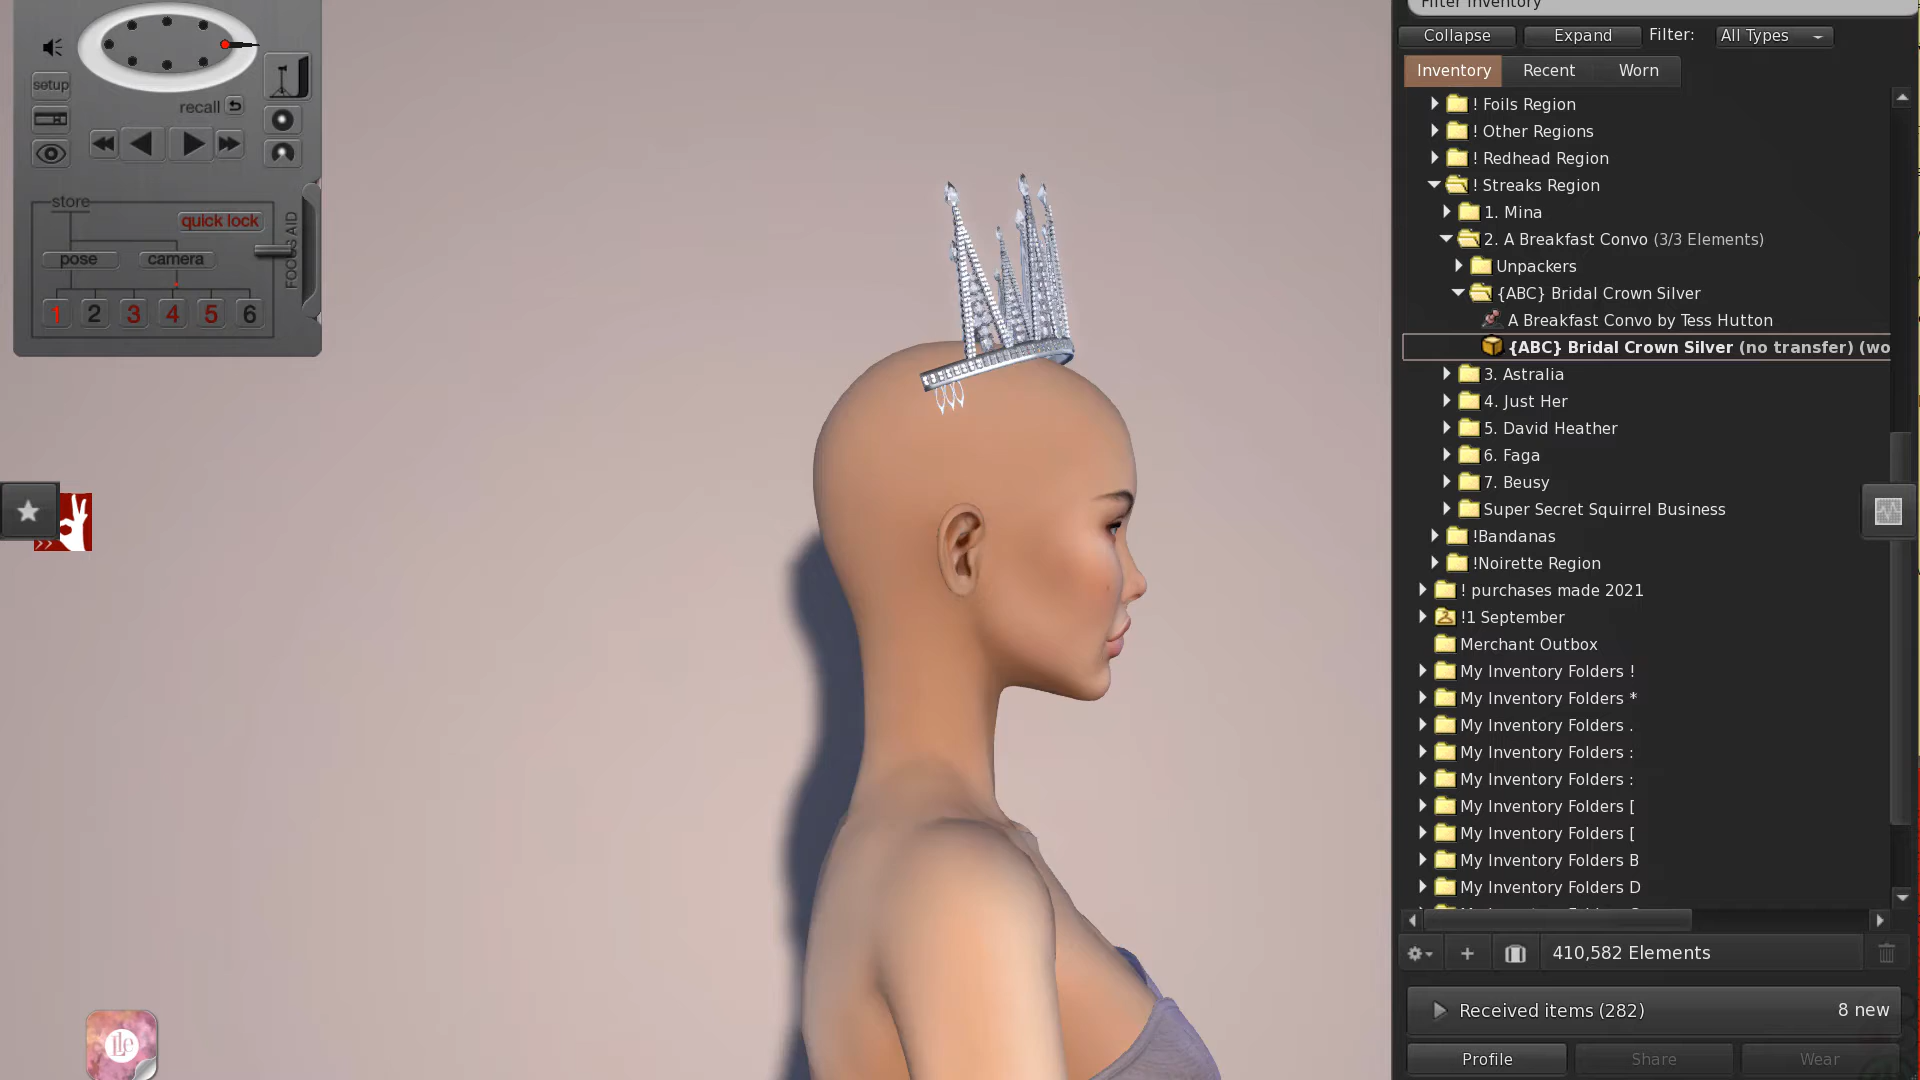 setup
recall
store
quick lock
pose
camera
1 2 3 4 5 6
FOCUS AID
Lle
Filter Inventory
Collapse Expand Filter: All Types
Inventory Recent Worn
! Foils Region
! Other Regions
! Redhead Region
! Streaks Region
1. Mina
2. A Breakfast Convo (3/3 Elements)
Unpackers
{ABC} Bridal Crown Silver
A Breakfast Convo by Tess Hutton
{ABC} Bridal Crown Silver (no transfer) (wo
3. Astralia
4. Just Her
5. David Heather
6. Faga
7. Beusy
Super Secret Squirrel Business
!Bandanas
!Noirette Region
! purchases made 2021
!1 September
Merchant Outbox
My Inventory Folders !
My Inventory Folders *
My Inventory Folders .
My Inventory Folders :
My Inventory Folders :
My Inventory Folders [
My Inventory Folders [
My Inventory Folders B
My Inventory Folders D
410,582 Elements
Received items (282) 8 new
Profile Share Wear